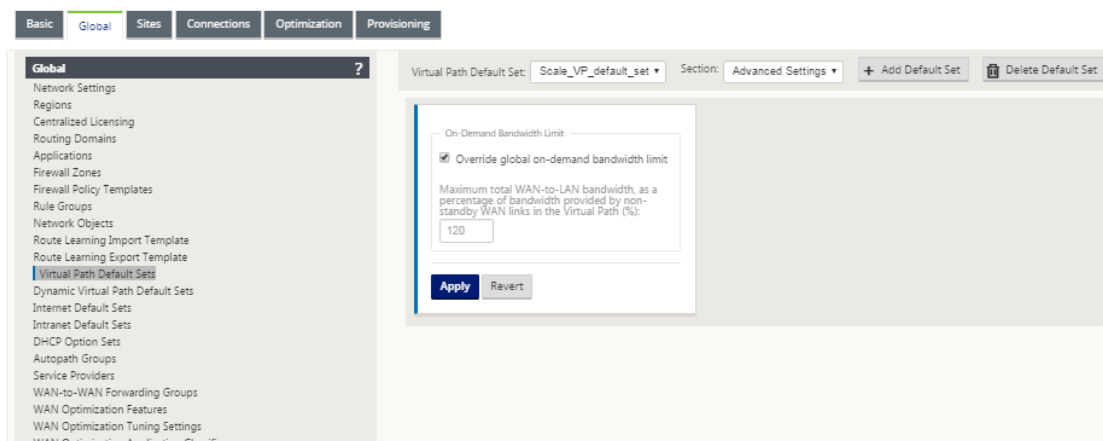 Basic Global Sites Connections Optimization Provisioning
Global ?
Network Settings
Regions
Centralized Licensing
Routing Domains
Applications
Firewall Zones
Firewall Policy Templates
Rule Groups
Network Objects
Route Learning Import Template
Route Learning Export Template
Virtual Path Default Sets
Dynamic Virtual Path Default Sets
Internet Default Sets
Intranet Default Sets
DHCP Option Sets
Autopath Groups
Service Providers
WAN-to-WAN Forwarding Groups
WAN Optimization Features
WAN Optimization Tuning Settings
Virtual Path Default Set: Scale_VP_default_set Section: Advanced Settings + Add Default Set Delete Default Set
On-Demand Bandwidth Limit
Override global on-demand bandwidth limit
Maximum total WAN-to-LAN bandwidth, as a
percentage of bandwidth provided by non-
standby WAN links in the Virtual Path (%):
120
Apply Revert